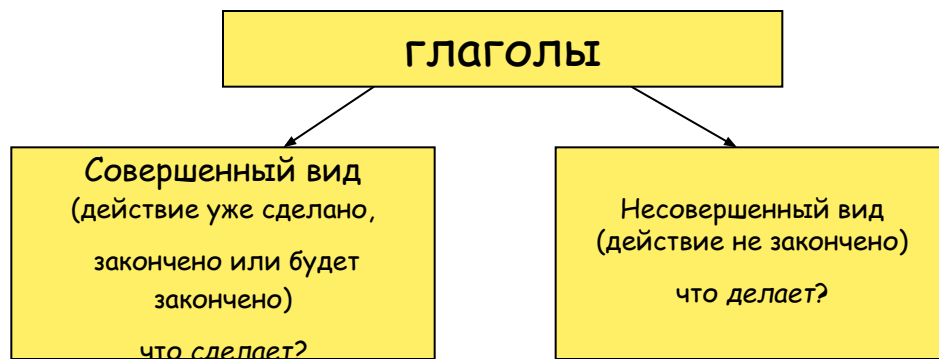 глаголы
Совершенный вид
(действие уже сделано,
закончено или будет
закончено)
что сделает?
Несовершенный вид
(действие не закончено)
что делает?